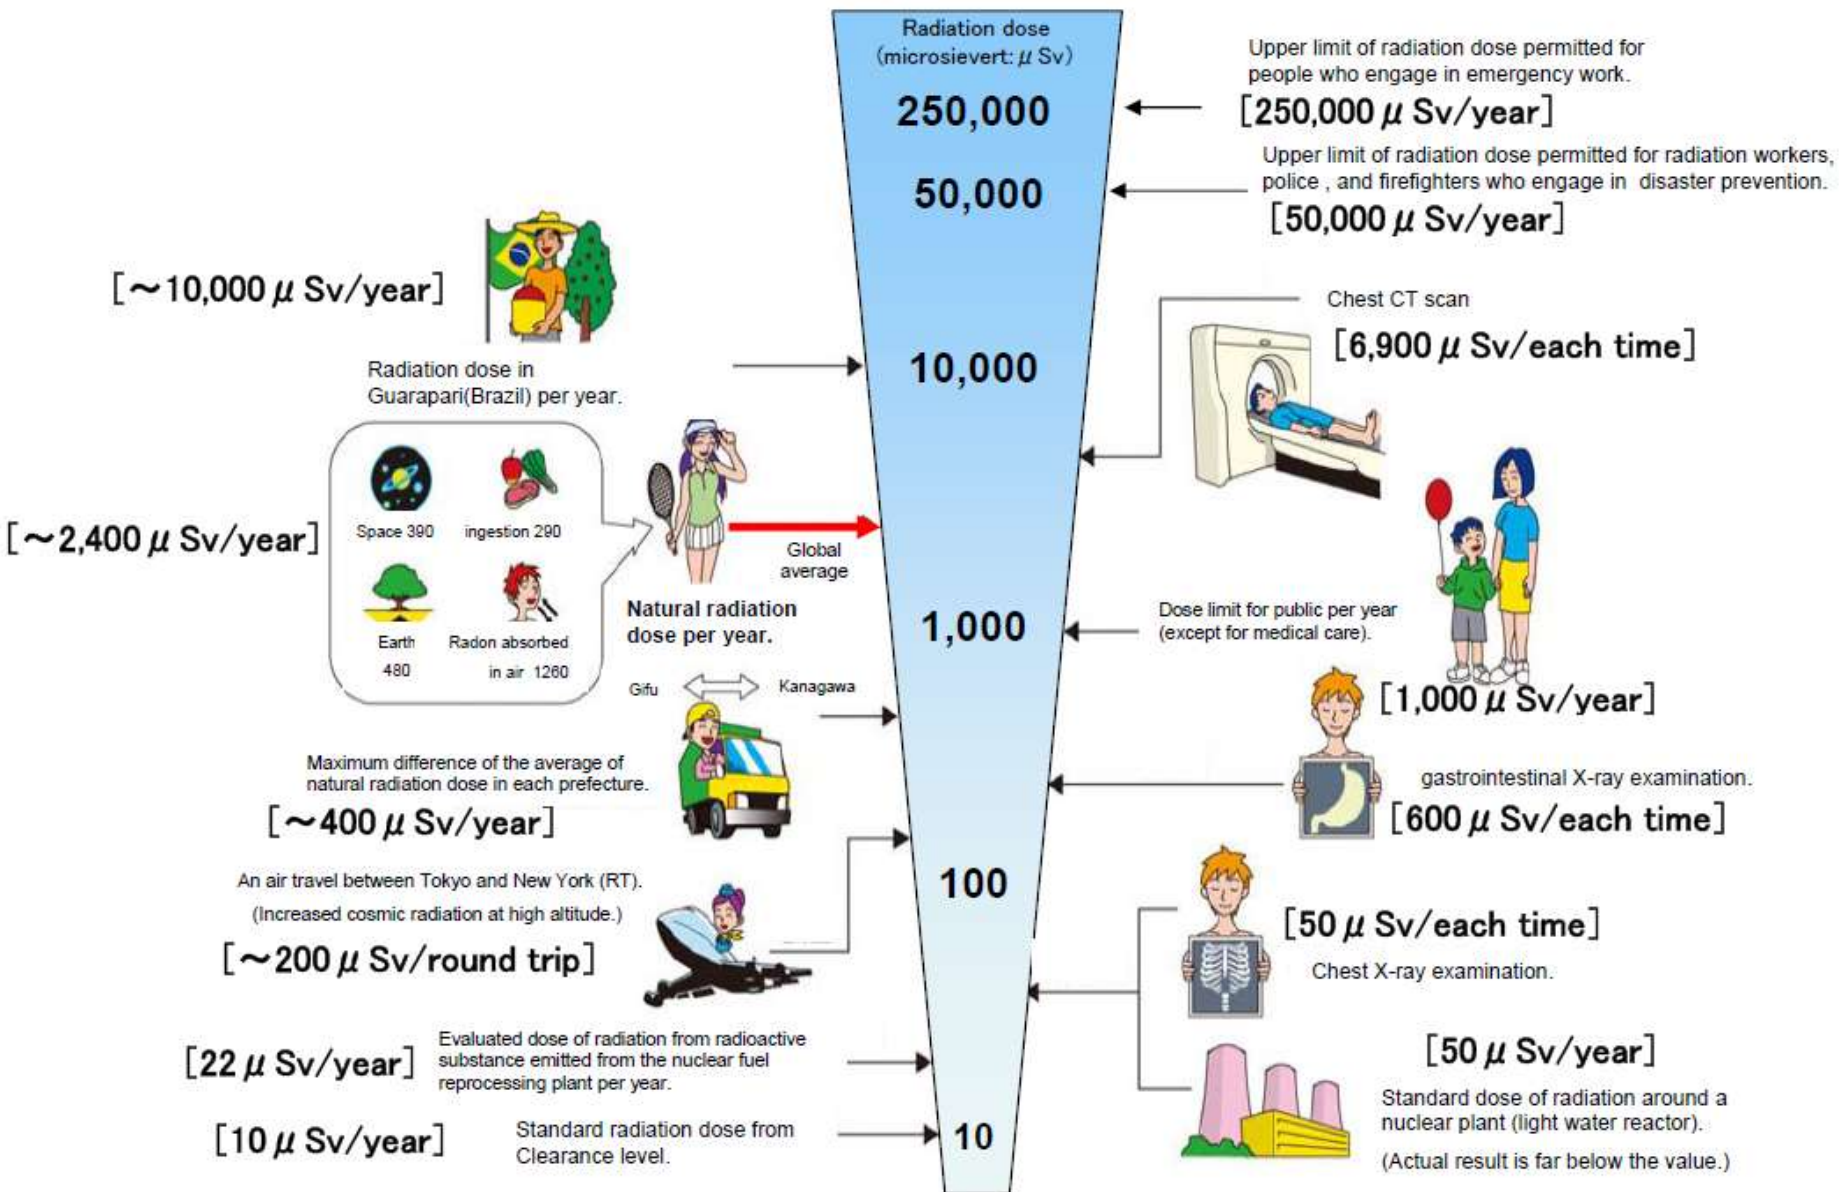 Radiation dose
(microsievert: μ Sv)
250,000
50,000
10,000
1,000
100
10
Upper limit of radiation dose permitted for
people who engage in emergency work.
[250,000 μ Sv/year]
Upper limit of radiation dose permitted for radiation workers,
police , and firefighters who engage in disaster prevention.
[50,000 μ Sv/year]
[~10,000 μ Sv/year]
Radiation dose in
Guarapari(Brazil) per year.
Chest CT scan
[6,900 μ Sv/each time]
[~2,400 μ Sv/year]
Space 390
ingestion 290
Earth
480
Radon absorbed
in air 1260
Global
average
Natural radiation
dose per year.
Dose limit for public per year
(except for medical care).
[1,000 μ Sv/year]
Gifu
Kanagawa
Maximum difference of the average of
natural radiation dose in each prefecture.
[~400 μ Sv/year]
gastrointestinal X-ray examination.
[600 μ Sv/each time]
An air travel between Tokyo and New York (RT).
(Increased cosmic radiation at high altitude.)
[~200 μ Sv/round trip]
[50 μ Sv/each time]
Chest X-ray examination.
[22 μ Sv/year]
Evaluated dose of radiation from radioactive
substance emitted from the nuclear fuel
reprocessing plant per year.
[50 μ Sv/year]
Standard dose of radiation around a
nuclear plant (light water reactor).
(Actual result is far below the value.)
[10 μ Sv/year]
Standard radiation dose from
Clearance level.